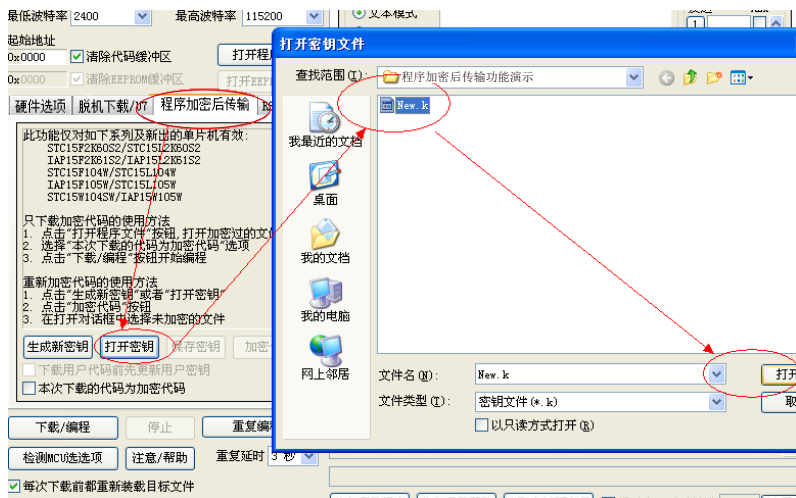 最低波特率 2400 最高波特率 115200
文本模式
起始地址
0x0000 清除代码缓冲区 打开程
0x0000 清除EEPROM缓冲区 打开EEP
硬件选项 脱机下载/U7 程序加密后传输
此功能仅对如下系列及新出的单片机有效:
STC15F2K60S2/STC15L2K60S2
IAP15F2K61S2/IAP15L2K61S2
STC15F104W/STC15L104W
IAP15F105W/STC15L105W
STC15W104SW/IAP15W105W
只下载加密代码的使用方法
1. 点击"打开程序文件"按钮,打开加密过的文
2. 选择"本次下载的代码为加密代码"选项
3. 点击"下载/编程"按钮开始编程
重新加密代码的使用方法
1. 点击"生成新密钥"或者"打开密钥"
2. 点击"加密代码"按钮
3. 在打开对话框中选择未加密的文件
生成新密钥 打开密钥 保存密钥 加密
下载用户代码前先更新用户密钥
本次下载的代码为加密代码
下载/编程 停止 重复编
检测MCU选选项 注意/帮助 重复延时 3 秒
每次下载前都重新装载目标文件
打开密钥文件
查找范围(I): 程序加密后传输功能演示
New.k
我最近的文档
桌面
我的文档
我的电脑
网上邻居
文件名(N): New.k 打开
文件类型(T): 密钥文件(*.k) 取
以只读方式打开(R)